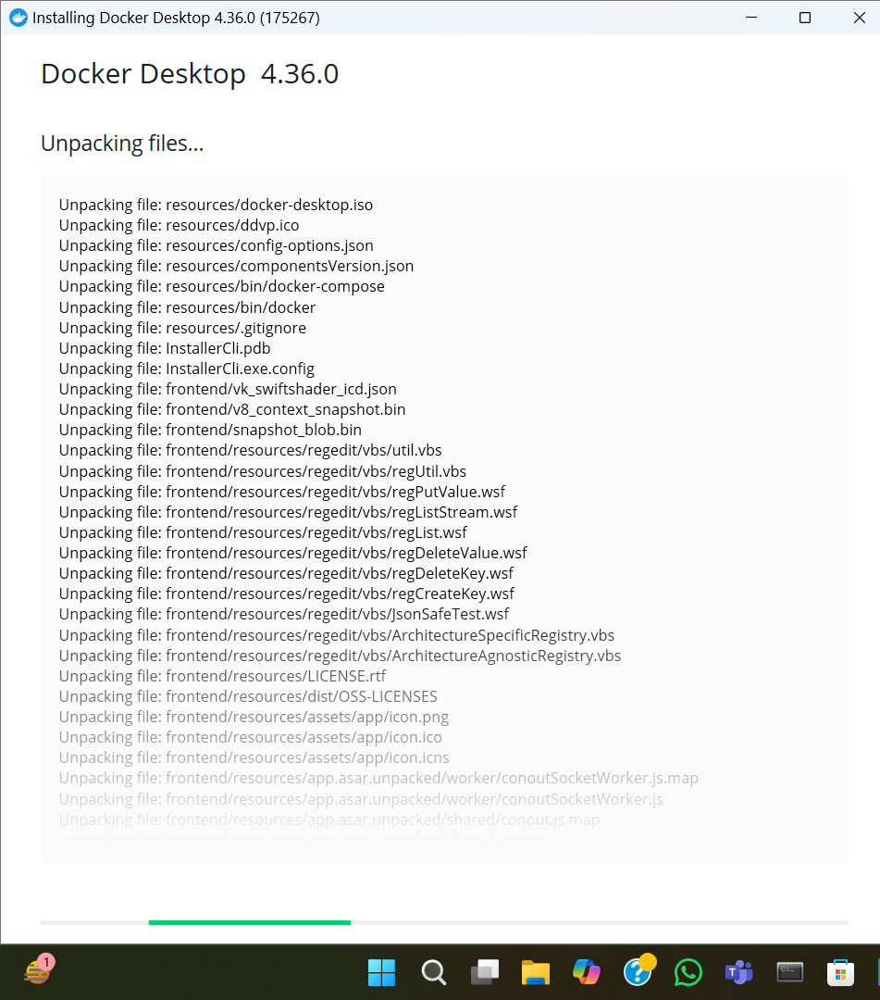 Installing Docker Desktop 4.36.0 (175267)
Docker Desktop 4.36.0
Unpacking files...
Unpacking file: resources/docker-desktop.iso
Unpacking file: resources/ddvp.ico
Unpacking file: resources/config-options.json
Unpacking file: resources/componentsVersion.json
Unpacking file: resources/bin/docker-compose
Unpacking file: resources/bin/docker
Unpacking file: resources/.gitignore
Unpacking file: InstallerCli.pdb
Unpacking file: InstallerCli.exe.config
Unpacking file: frontend/vk_swiftshader_icd.json
Unpacking file: frontend/v8_context_snapshot.bin
Unpacking file: frontend/snapshot_blob.bin
Unpacking file: frontend/resources/regedit/vbs/util.vbs
Unpacking file: frontend/resources/regedit/vbs/regUtil.vbs
Unpacking file: frontend/resources/regedit/vbs/regPutValue.wsf
Unpacking file: frontend/resources/regedit/vbs/regListStream.wsf
Unpacking file: frontend/resources/regedit/vbs/regList.wsf
Unpacking file: frontend/resources/regedit/vbs/regDeleteValue.wsf
Unpacking file: frontend/resources/regedit/vbs/regDeleteKey.wsf
Unpacking file: frontend/resources/regedit/vbs/regCreateKey.wsf
Unpacking file: frontend/resources/regedit/vbs/JsonSafeTest.wsf
Unpacking file: frontend/resources/regedit/vbs/ArchitectureSpecificRegistry.vbs
Unpacking file: frontend/resources/regedit/vbs/ArchitectureAgnosticRegistry.vbs
Unpacking file: frontend/resources/LICENSE.rtf
Unpacking file: frontend/resources/dist/OSS-LICENSES
Unpacking file: frontend/resources/assets/app/icon.png
Unpacking file: frontend/resources/assets/app/icon.ico
Unpacking file: frontend/resources/assets/app/icon.icns
Unpacking file: frontend/resources/app.asar.unpacked/worker/conoutSocketWorker.js.map
Unpacking file: frontend/resources/app.asar.unpacked/worker/conoutSocketWorker.js
Unpacking file: frontend/resources/app.asar.unpacked/shared/conout.js.map
1